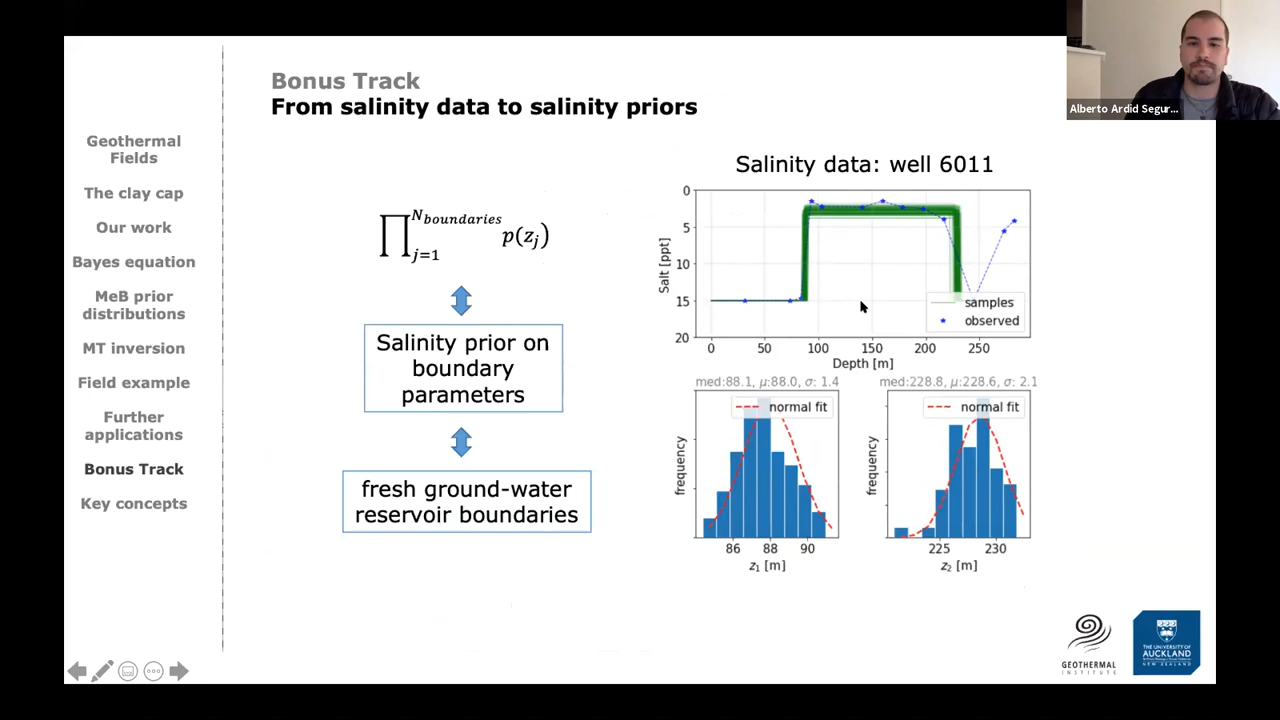 Alberto Ardid Segur...
Bonus Track
From salinity data to salinity priors
Geothermal
Fields
The clay cap
Our work
Bayes equation
MeB prior
distributions
MT inversion
Field example
Further
applications
Bonus Track
Key concepts
∏_{j=1}^{N_{boundaries}} p(z_j)
Salinity prior on
boundary
parameters
fresh ground-water
reservoir boundaries
Salinity data: well 6011
0
5
10
15
20
Salt [ppt]
samples
observed
0 50 100 150 200 250
Depth [m]
med:88.1, μ:88.0, σ: 1.4
normal fit
frequency
86 88 90
z₁ [m]
med:228.8, μ:228.6, σ: 2.1
normal fit
frequency
225 230
z₂ [m]
GEOTHERMAL
INSTITUTE
THE UNIVERSITY OF
AUCKLAND
NEW ZEALAND